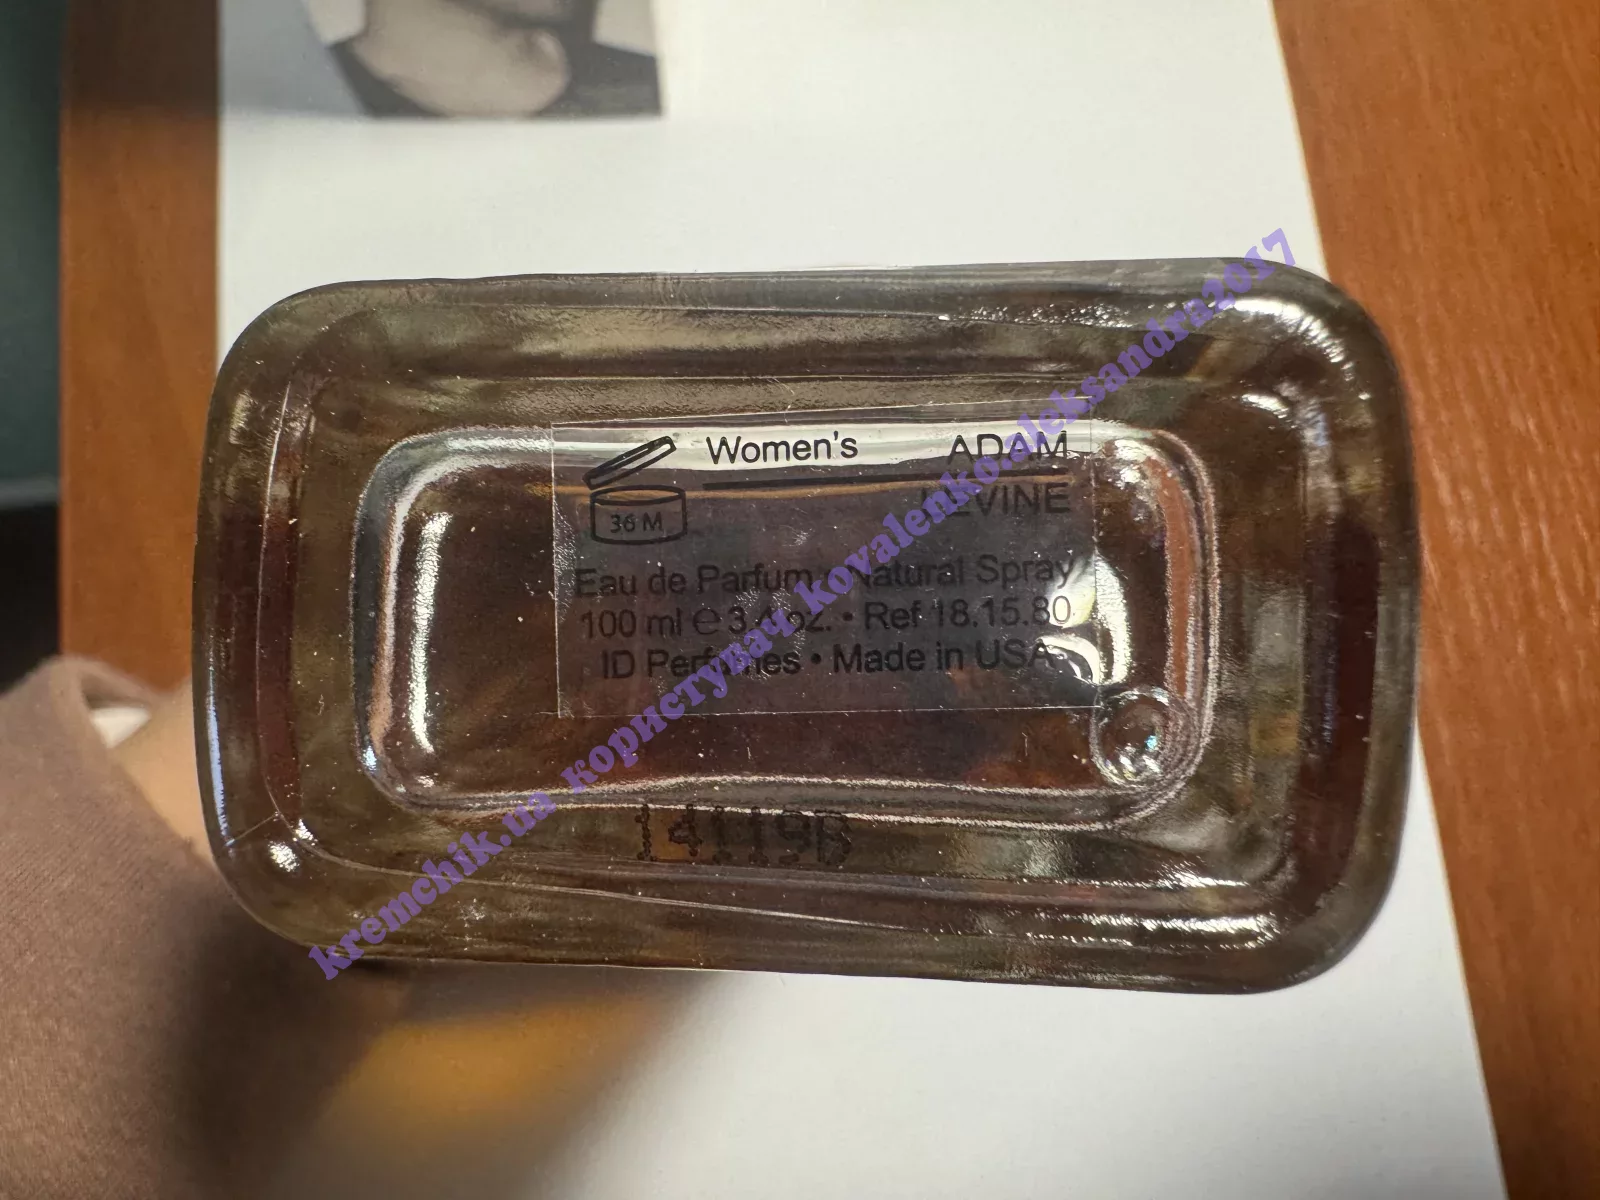 Women's ADAM
LEVINE
36 M
Eau de Parfum • Natural Spray
100 ml ℮ 3.4 oz. • Ref 18.15.80
ID Perfumes • Made in USA
14119B
kremchik.ua користувач kovalenko.aleksandra2017